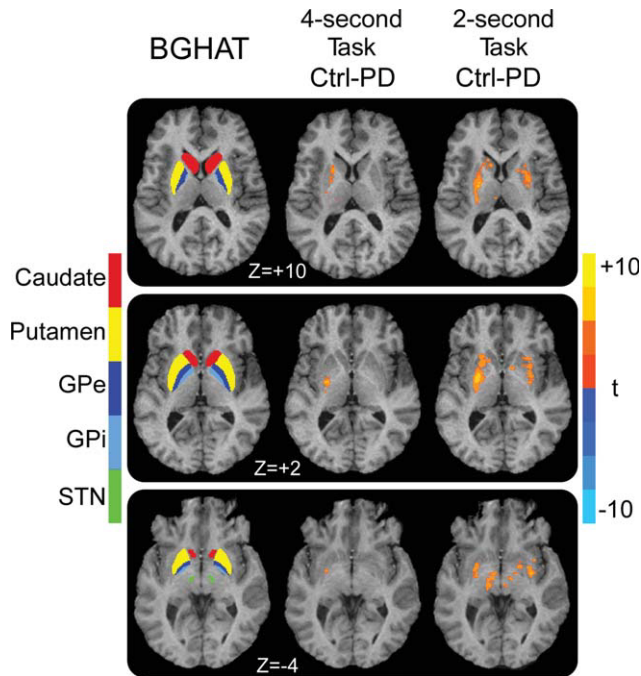 BGHAT
4-second
Task
Ctrl-PD
2-second
Task
Ctrl-PD
Z=+10
Caudate
Putamen
GPe
GPi
STN
+10
t
-10
Z=+2
Z=-4